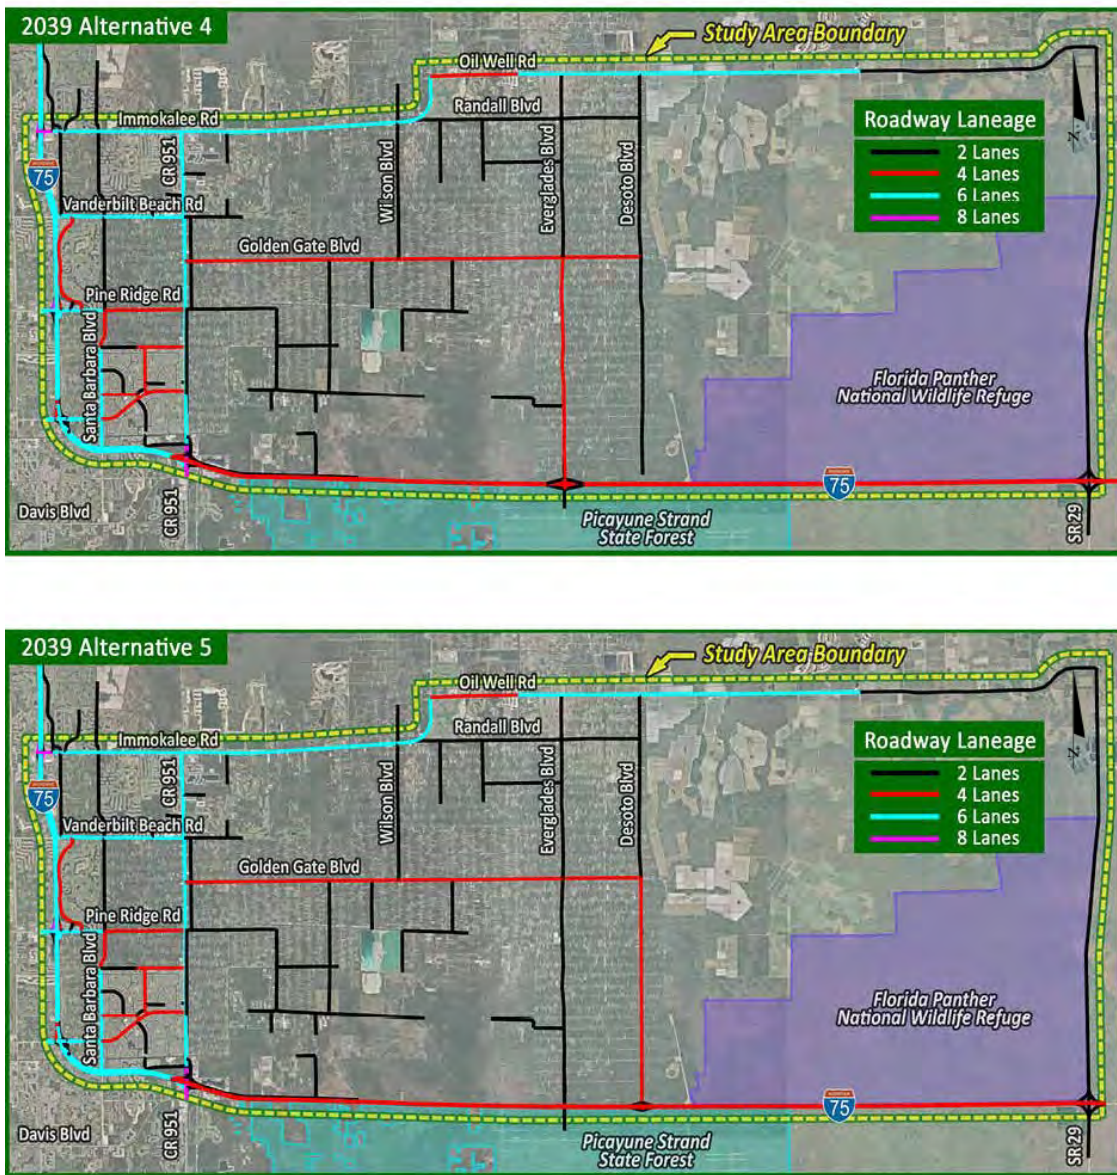 2039 Alternative 4
Study Area Boundary
Oil Well Rd
Immokalee Rd
Randall Blvd
Roadway Laneage
2 Lanes
4 Lanes
6 Lanes
8 Lanes
N
75
CR 951
Wilson Blvd
Everglades Blvd
Desoto Blvd
Vanderbilt Beach Rd
Golden Gate Blvd
Pine Ridge Rd
Santa Barbara Blvd
Florida Panther
National Wildlife Refuge
75
Davis Blvd
CR 951
Picayune Strand
State Forest
SR 29
2039 Alternative 5
Study Area Boundary
Oil Well Rd
Immokalee Rd
Randall Blvd
Roadway Laneage
2 Lanes
4 Lanes
6 Lanes
8 Lanes
N
75
CR 951
Wilson Blvd
Everglades Blvd
Desoto Blvd
Vanderbilt Beach Rd
Golden Gate Blvd
Pine Ridge Rd
Santa Barbara Blvd
Florida Panther
National Wildlife Refuge
75
Davis Blvd
CR 951
Picayune Strand
State Forest
SR 29